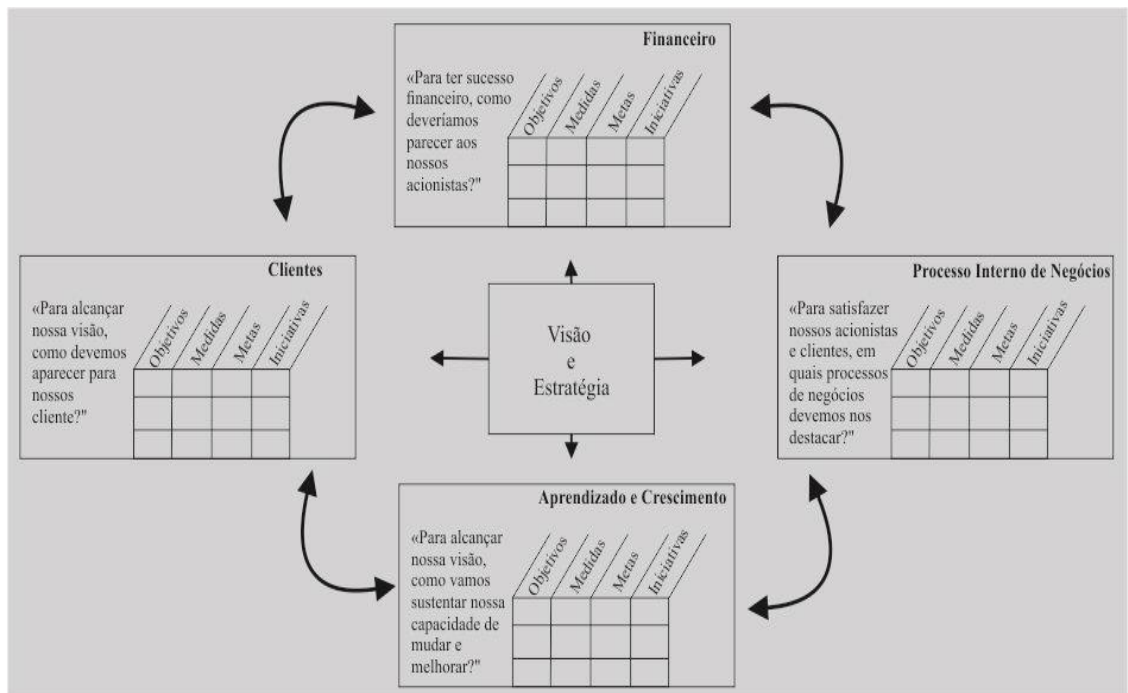 Financeiro
«Para ter sucesso
financeiro, como
deveríamos
parecer aos
nossos
acionistas?"
Objetivos
Medidas
Metas
Iniciativas
Clientes
«Para alcançar
nossa visão,
como devemos
aparecer para
nossos
cliente?"
Objetivos
Medidas
Metas
Iniciativas
Visão
e
Estratégia
Processo Interno de Negócios
«Para satisfazer
nossos acionistas
e clientes, em
quais processos
de negócios
devemos nos
destacar?"
Objetivos
Medidas
Metas
Iniciativas
Aprendizado e Crescimento
«Para alcançar
nossa visão,
como vamos
sustentar nossa
capacidade de
mudar e
melhorar?"
Objetivos
Medidas
Metas
Iniciativas